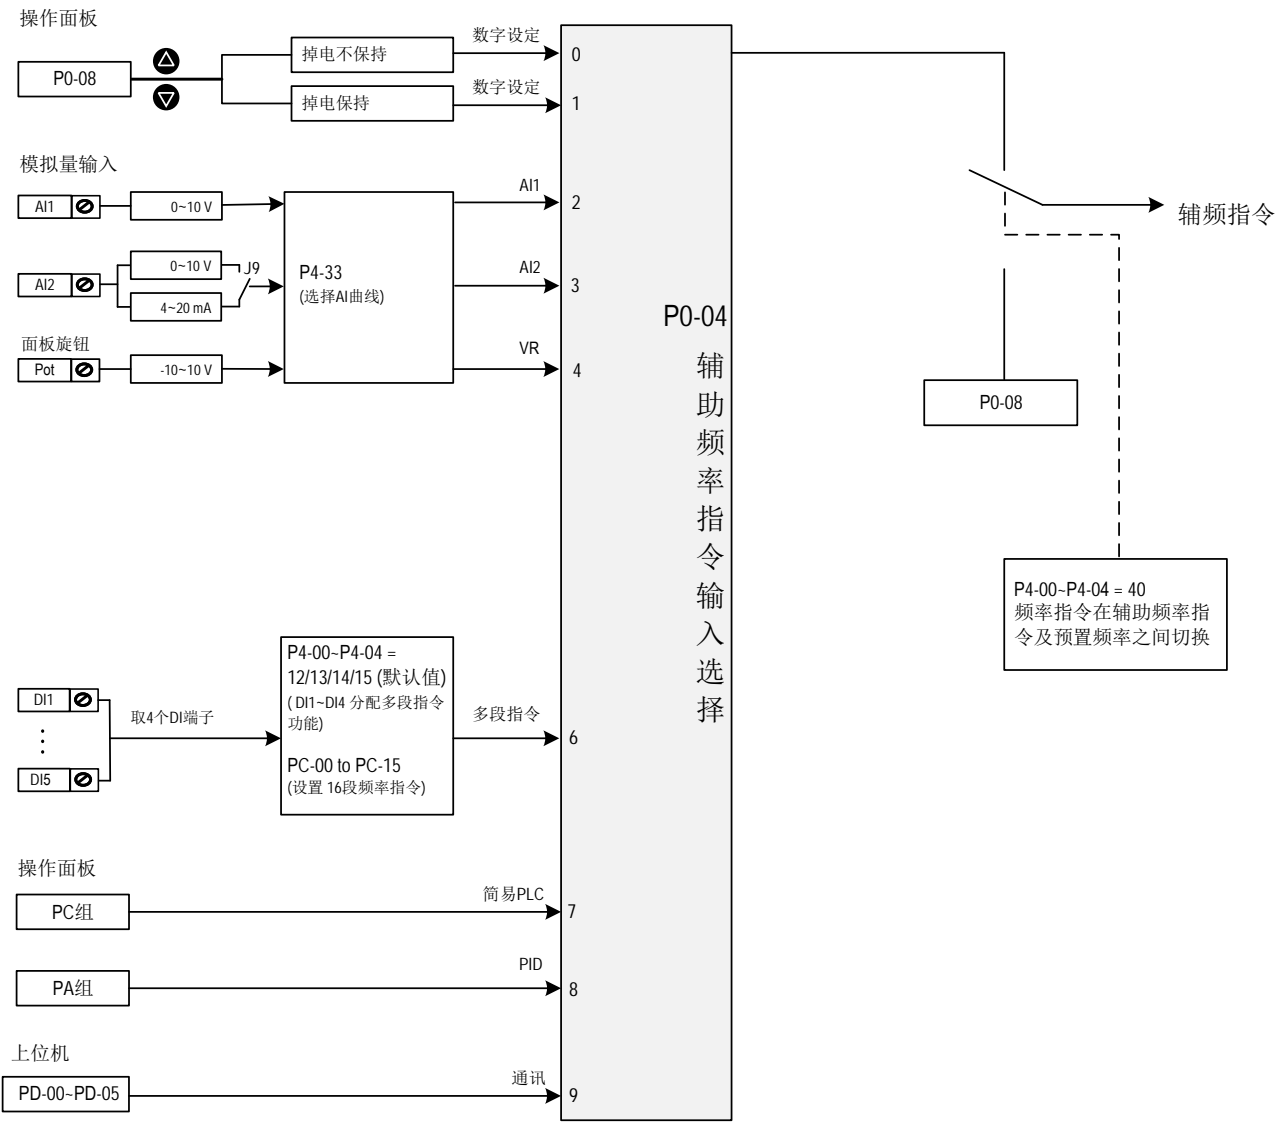 操作面板
P0-08
掉电不保持
数字设定
0
掉电保持
数字设定
1
模拟量输入
AI1
0~10 V
AI1
2
AI2
0~10 V
4~20 mA
J9
P4-33
(选择AI曲线)
AI2
3
面板旋钮
Pot
-10~10 V
VR
4
P0-04
辅助频率指令输入选择
辅频指令
P0-08
P4-00~P4-04 = 40
频率指令在辅助频率指
令及预置频率之间切换
DI1
DI5
取4个DI端子
P4-00~P4-04 =
12/13/14/15 (默认值)
( DI1~DI4 分配多段指令
功能)
PC-00 to PC-15
(设置 16段频率指令)
多段指令
6
操作面板
PC组
简易PLC
7
PA组
PID
8
上位机
PD-00~PD-05
通讯
9